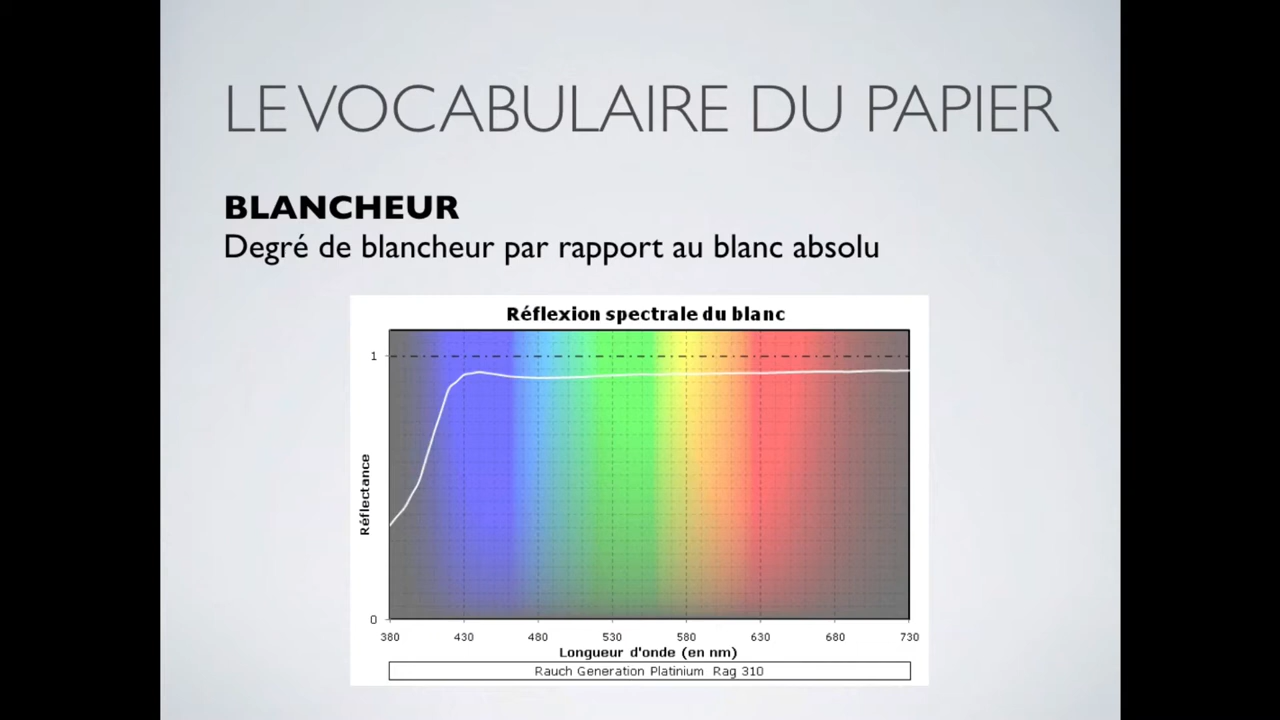 LE VOCABULAIRE DU PAPIER
BLANCHEUR
Degré de blancheur par rapport au blanc absolu
Réflexion spectrale du blanc
1
Réflectance
0
380 430 480 530 580 630 680 730
Longueur d'onde (en nm)
Rauch Generation Platinium Rag 310